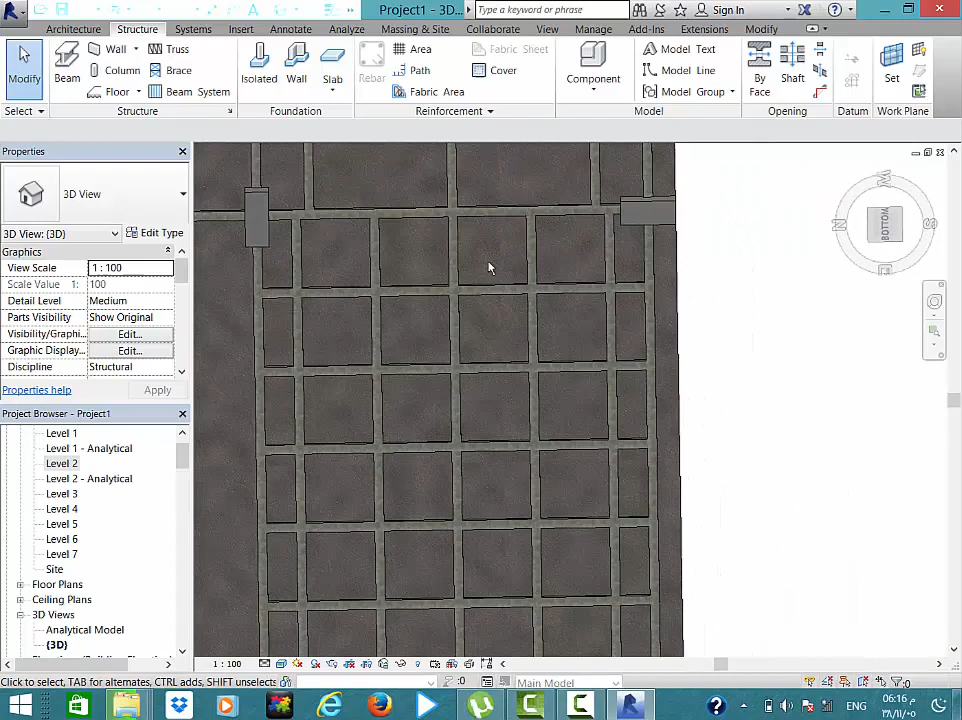 Project1 - 3D...
Type a keyword or phrase
Sign In
Architecture Structure Systems Insert Annotate Analyze Massing & Site Collaborate View Manage Add-Ins Extensions Modify
Modify
Beam
Wall
Column
Floor
Truss
Brace
Beam System
Isolated
Wall
Slab
Rebar
Area
Path
Fabric Area
Fabric Sheet
Cover
Component
Model Text
Model Line
Model Group
By
Face
Shaft
Set
Select Structure Foundation Reinforcement Model Opening Datum Work Plane
Properties
3D View
3D View: {3D} Edit Type
Graphics
View Scale 1 : 100
Scale Value 1: 100
Detail Level Medium
Parts Visibility Show Original
Visibility/Graphi... Edit...
Graphic Display... Edit...
Discipline Structural
Properties help Apply
Project Browser - Project1
Level 1
Level 1 - Analytical
Level 2
Level 2 - Analytical
Level 3
Level 4
Level 5
Level 6
Level 7
Site
Floor Plans
Ceiling Plans
3D Views
Analytical Model
{3D}
BOTTOM
W
S
N
E
1 : 100
Click to select, TAB for alternates, CTRL adds, SHIFT unselects
:0
Main Model
:0
ENG
06:16 م